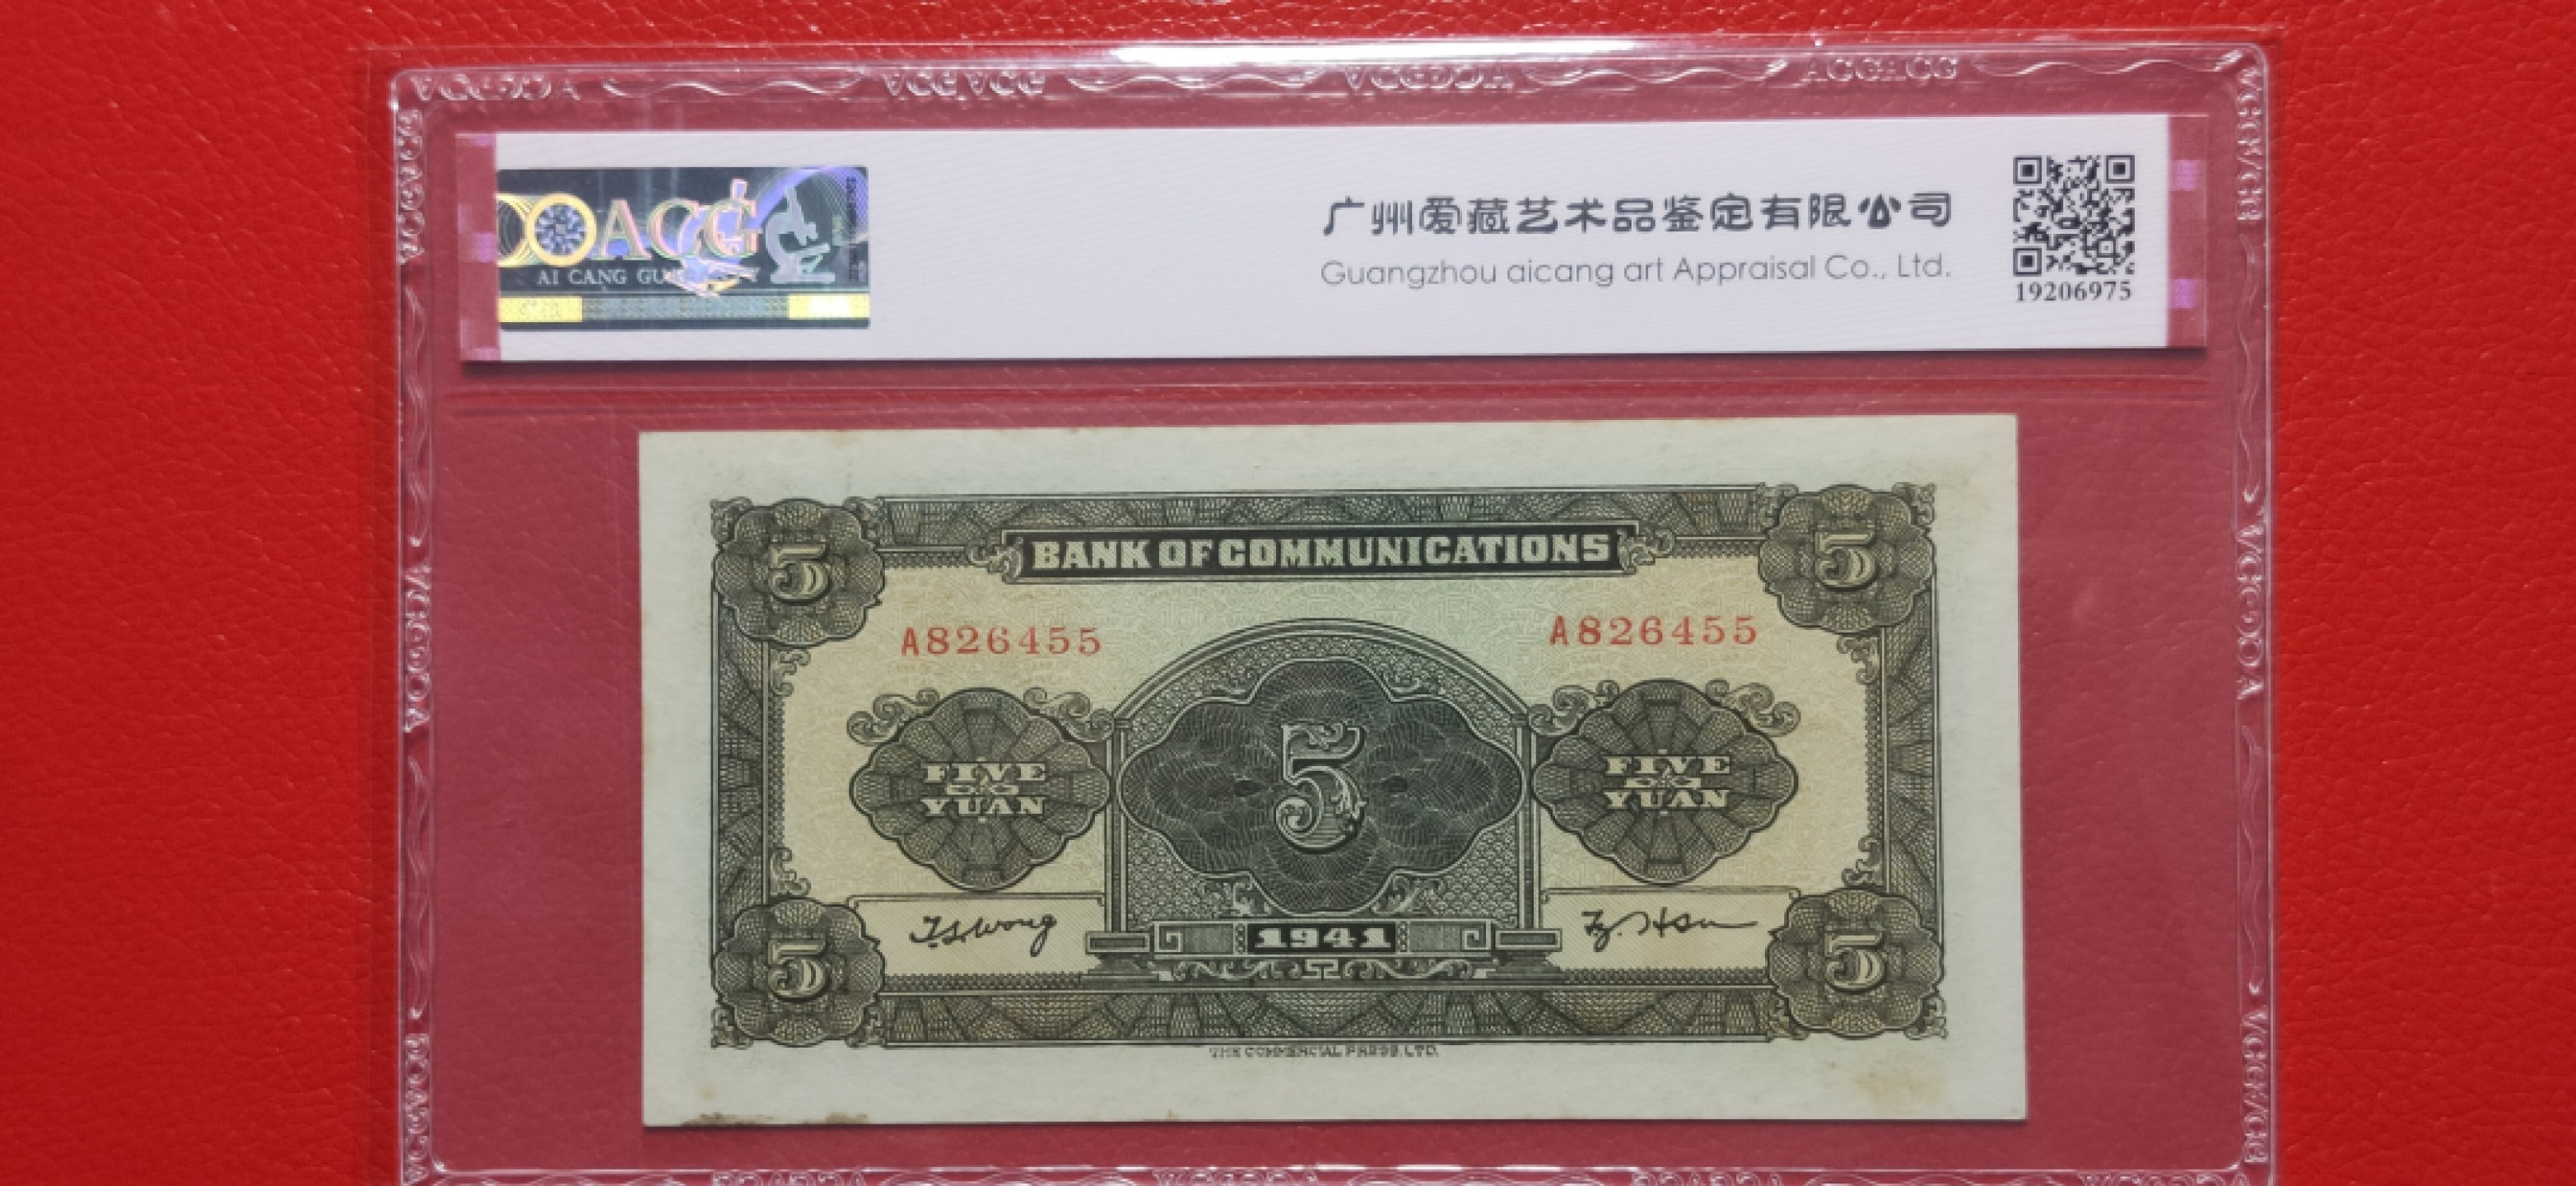 ACG
AI CANG GU
广州爱藏艺术品鉴定有限公司
Guangzhou aicang art Appraisal Co., Ltd.
19206975
5
5
BANK OF COMMUNICATIONS
A826455
A826455
FIVE
YUAN
5
FIVE
YUAN
T.S. Wong
1941
Y. Hsu
5
5
THE COMMERCIAL PRESS, LTD.